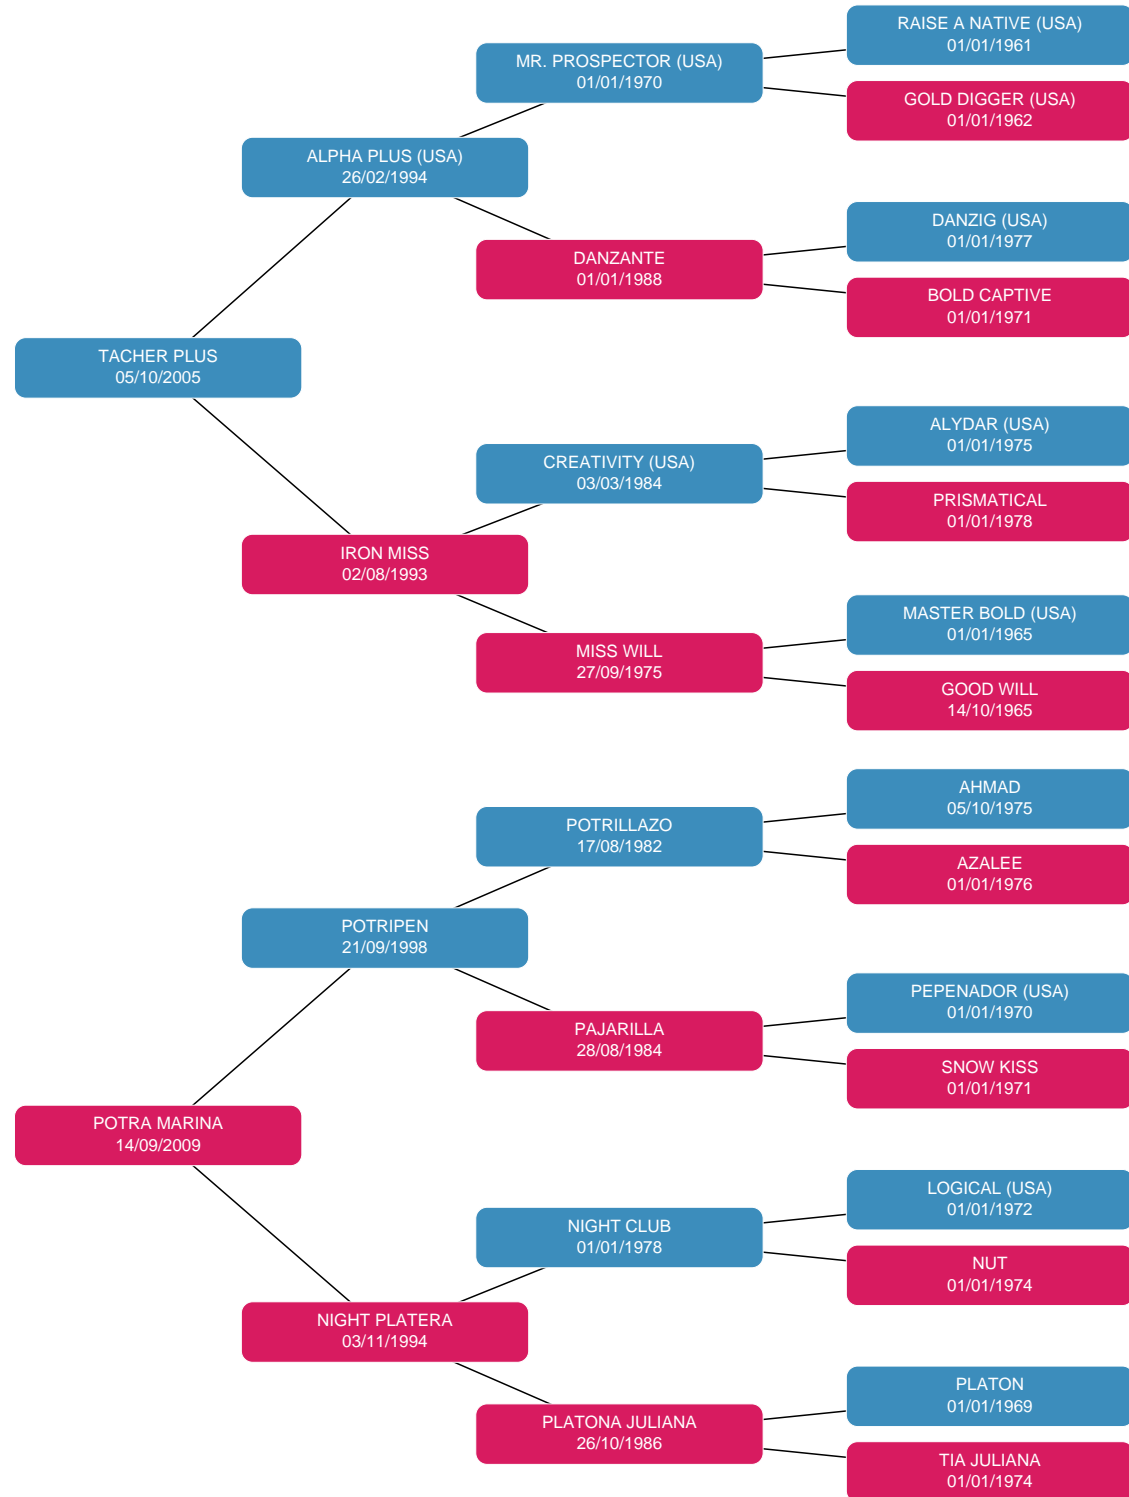 RAISE A NATIVE (USA)
01/01/1961
MR. PROSPECTOR (USA)
01/01/1970
GOLD DIGGER (USA)
01/01/1962
ALPHA PLUS (USA)
26/02/1994
DANZIG (USA)
01/01/1977
DANZANTE
01/01/1988
BOLD CAPTIVE
01/01/1971
TACHER PLUS
05/10/2005
ALYDAR (USA)
01/01/1975
CREATIVITY (USA)
03/03/1984
PRISMATICAL
01/01/1978
IRON MISS
02/08/1993
MASTER BOLD (USA)
01/01/1965
MISS WILL
27/09/1975
GOOD WILL
14/10/1965
AHMAD
05/10/1975
POTRILLAZO
17/08/1982
AZALEE
01/01/1976
POTRIPEN
21/09/1998
PEPENADOR (USA)
01/01/1970
PAJARILLA
28/08/1984
SNOW KISS
01/01/1971
POTRA MARINA
14/09/2009
LOGICAL (USA)
01/01/1972
NIGHT CLUB
01/01/1978
NUT
01/01/1974
NIGHT PLATERA
03/11/1994
PLATON
01/01/1969
PLATONA JULIANA
26/10/1986
TIA JULIANA
01/01/1974